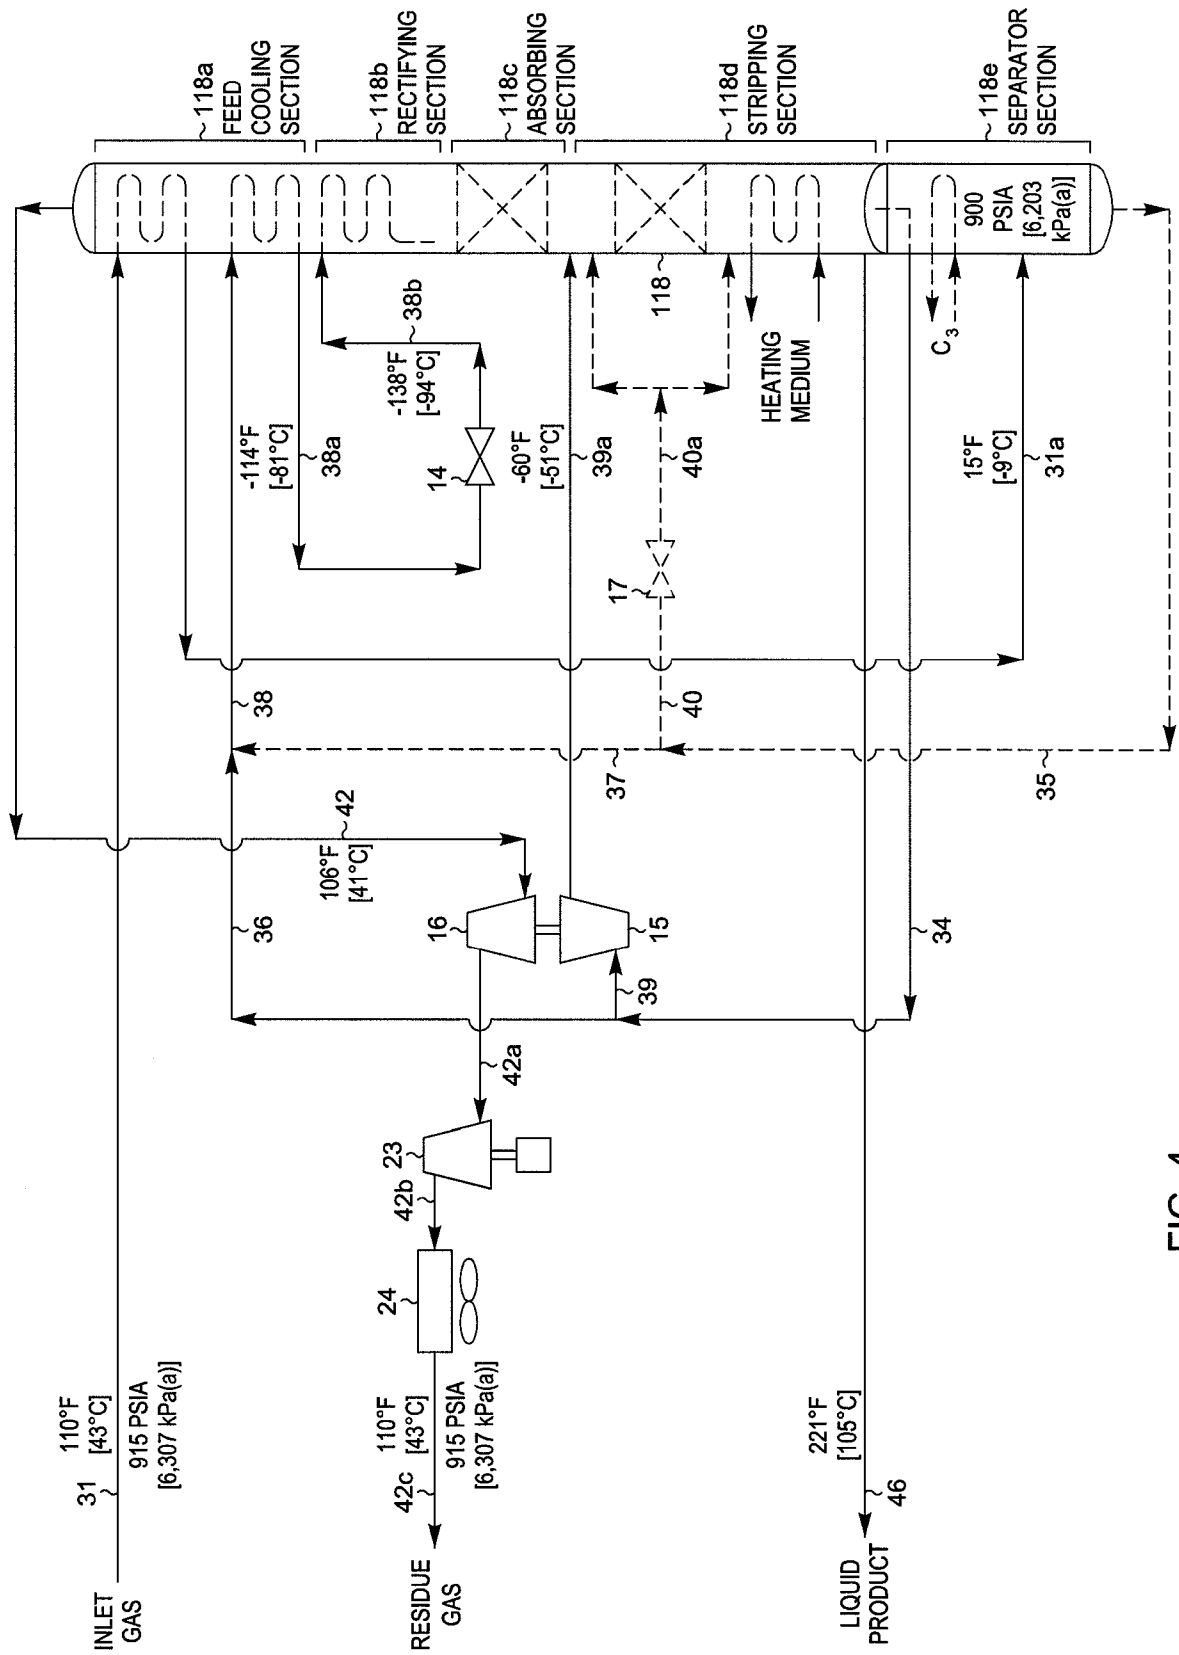 INLET
GAS
31
110°F
[43°C]
915 PSIA
[6,307 kPa(a)]
118a
FEED
COOLING
SECTION
36
38
-114°F
[-81°C]
38a
106°F
[41°C]
42
118b
RECTIFYING
SECTION
-138°F
[-94°C]
38b
14
RESIDUE
GAS
42c
110°F
[43°C]
915 PSIA
[6,307 kPa(a)]
24
42b
23
42a
16
15
39
-60°F
[-51°C]
39a
118c
ABSORBING
SECTION
37
17
40
40a
118
118d
STRIPPING
SECTION
HEATING
MEDIUM
LIQUID
PRODUCT
46
221°F
[105°C]
34
C3
118e
SEPARATOR
SECTION
900
PSIA
[6,203
kPa(a)]
15°F
[-9°C]
31a
35
FIG. 4